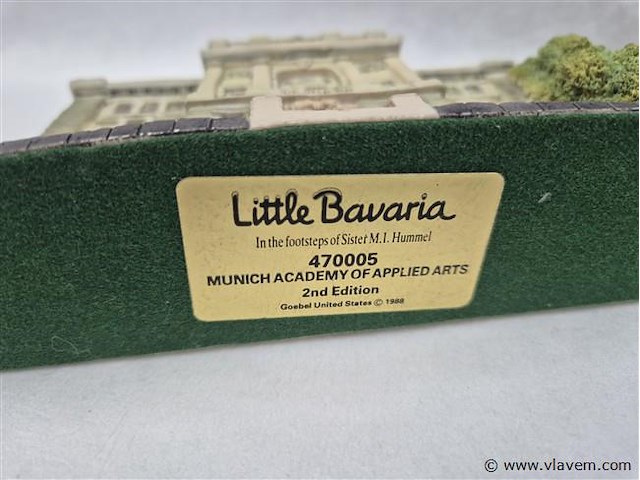 Little Bavaria
In the footsteps of Sister M.I. Hummel
470005
MUNICH ACADEMY OF APPLIED ARTS
2nd Edition
Goebel United States © 1988
© www.vlavem.com